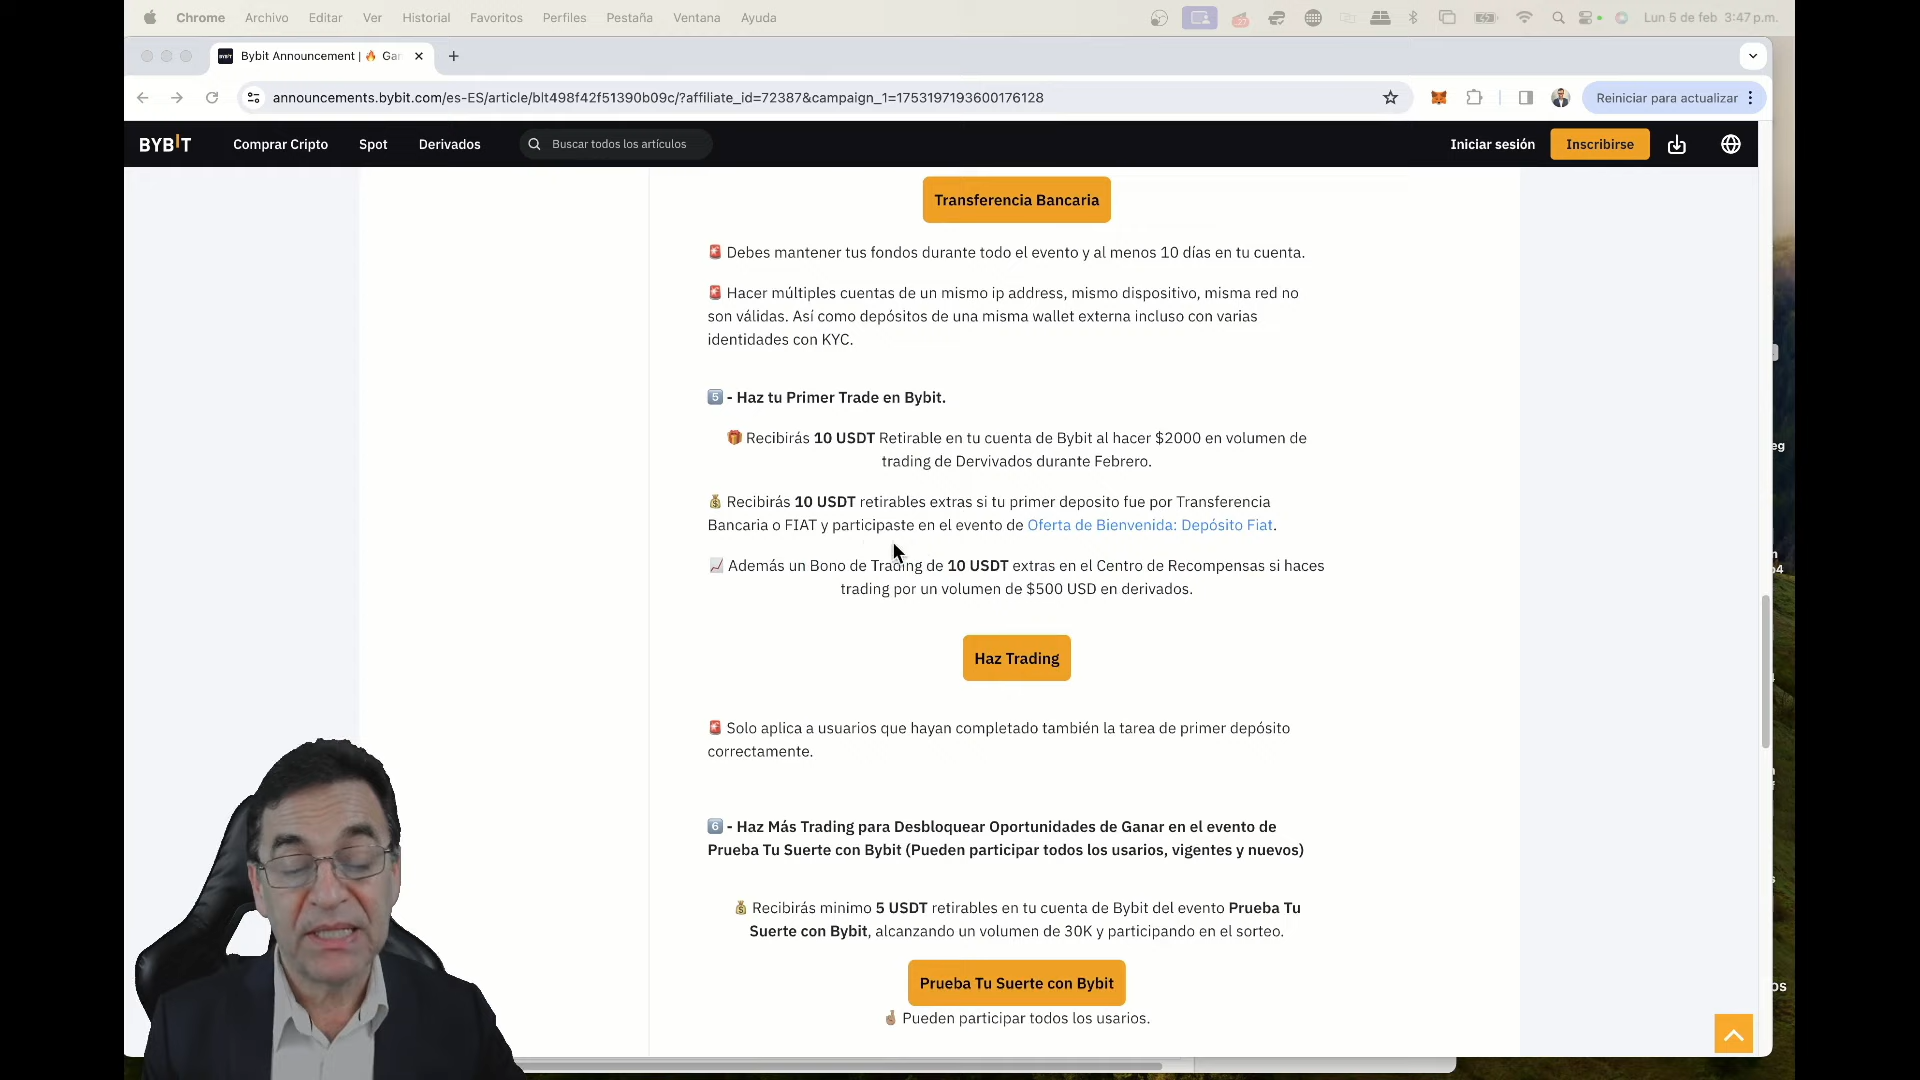 Chrome Archivo Editar Ver Historial Favoritos Perfiles Pestaña Ventana Ayuda Lun 5 de feb 3:47 p.m.
Bybit Announcement | 🔥 Gan
announcements.bybit.com/es-ES/article/blt498f42f51390b09c/?affiliate_id=72387&campaign_1=1753197193600176128 Reiniciar para actualizar
BYBIT Comprar Cripto Spot Derivados Buscar todos los artículos Iniciar sesión Inscribirse
Transferencia Bancaria
🚨 Debes mantener tus fondos durante todo el evento y al menos 10 días en tu cuenta.
🚨 Hacer múltiples cuentas de un mismo ip address, mismo dispositivo, misma red no
son válidas. Así como depósitos de una misma wallet externa incluso con varias
identidades con KYC.
5️⃣ - Haz tu Primer Trade en Bybit.
🎁 Recibirás 10 USDT Retirable en tu cuenta de Bybit al hacer $2000 en volumen de
trading de Dervivados durante Febrero.
💰 Recibirás 10 USDT retirables extras si tu primer deposito fue por Transferencia
Bancaria o FIAT y participaste en el evento de Oferta de Bienvenida: Depósito Fiat.
📈 Además un Bono de Trading de 10 USDT extras en el Centro de Recompensas si haces
trading por un volumen de $500 USD en derivados.
Haz Trading
🚨 Solo aplica a usuarios que hayan completado también la tarea de primer depósito
correctamente.
6️⃣ - Haz Más Trading para Desbloquear Oportunidades de Ganar en el evento de
Prueba Tu Suerte con Bybit (Pueden participar todos los usarios, vigentes y nuevos)
💰 Recibirás minimo 5 USDT retirables en tu cuenta de Bybit del evento Prueba Tu
Suerte con Bybit, alcanzando un volumen de 30K y participando en el sorteo.
Prueba Tu Suerte con Bybit
🤞🏽 Pueden participar todos los usarios.